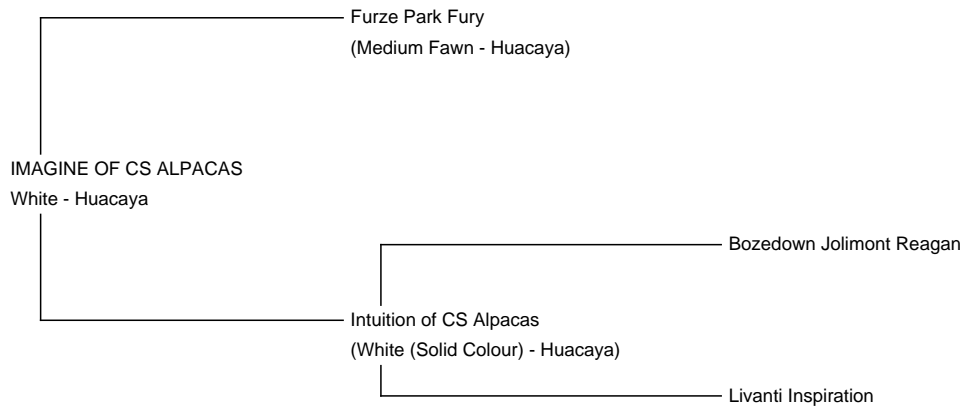 Furze Park Fury
(Medium Fawn - Huacaya)
IMAGINE OF CS ALPACAS
White - Huacaya
Bozedown Jolimont Reagan
Intuition of CS Alpacas
(White (Solid Colour) - Huacaya)
Livanti Inspiration